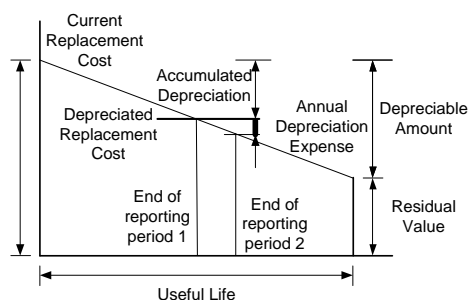 Current
Replacement
Cost
Accumulated
Depreciation
Depreciated
Replacement
Cost
Annual
Depreciation
Expense
Depreciable
Amount
End of
reporting
period 1
End of
reporting
period 2
Residual
Value
Useful Life